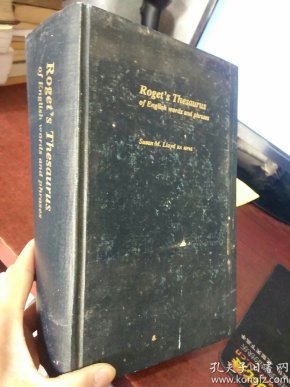 Roget's Thesaurus
of English words and phrases
Roget's Thesaurus
of English words and phrases
Susan M. Lloyd
孔夫子旧书网
www.kongfz.com